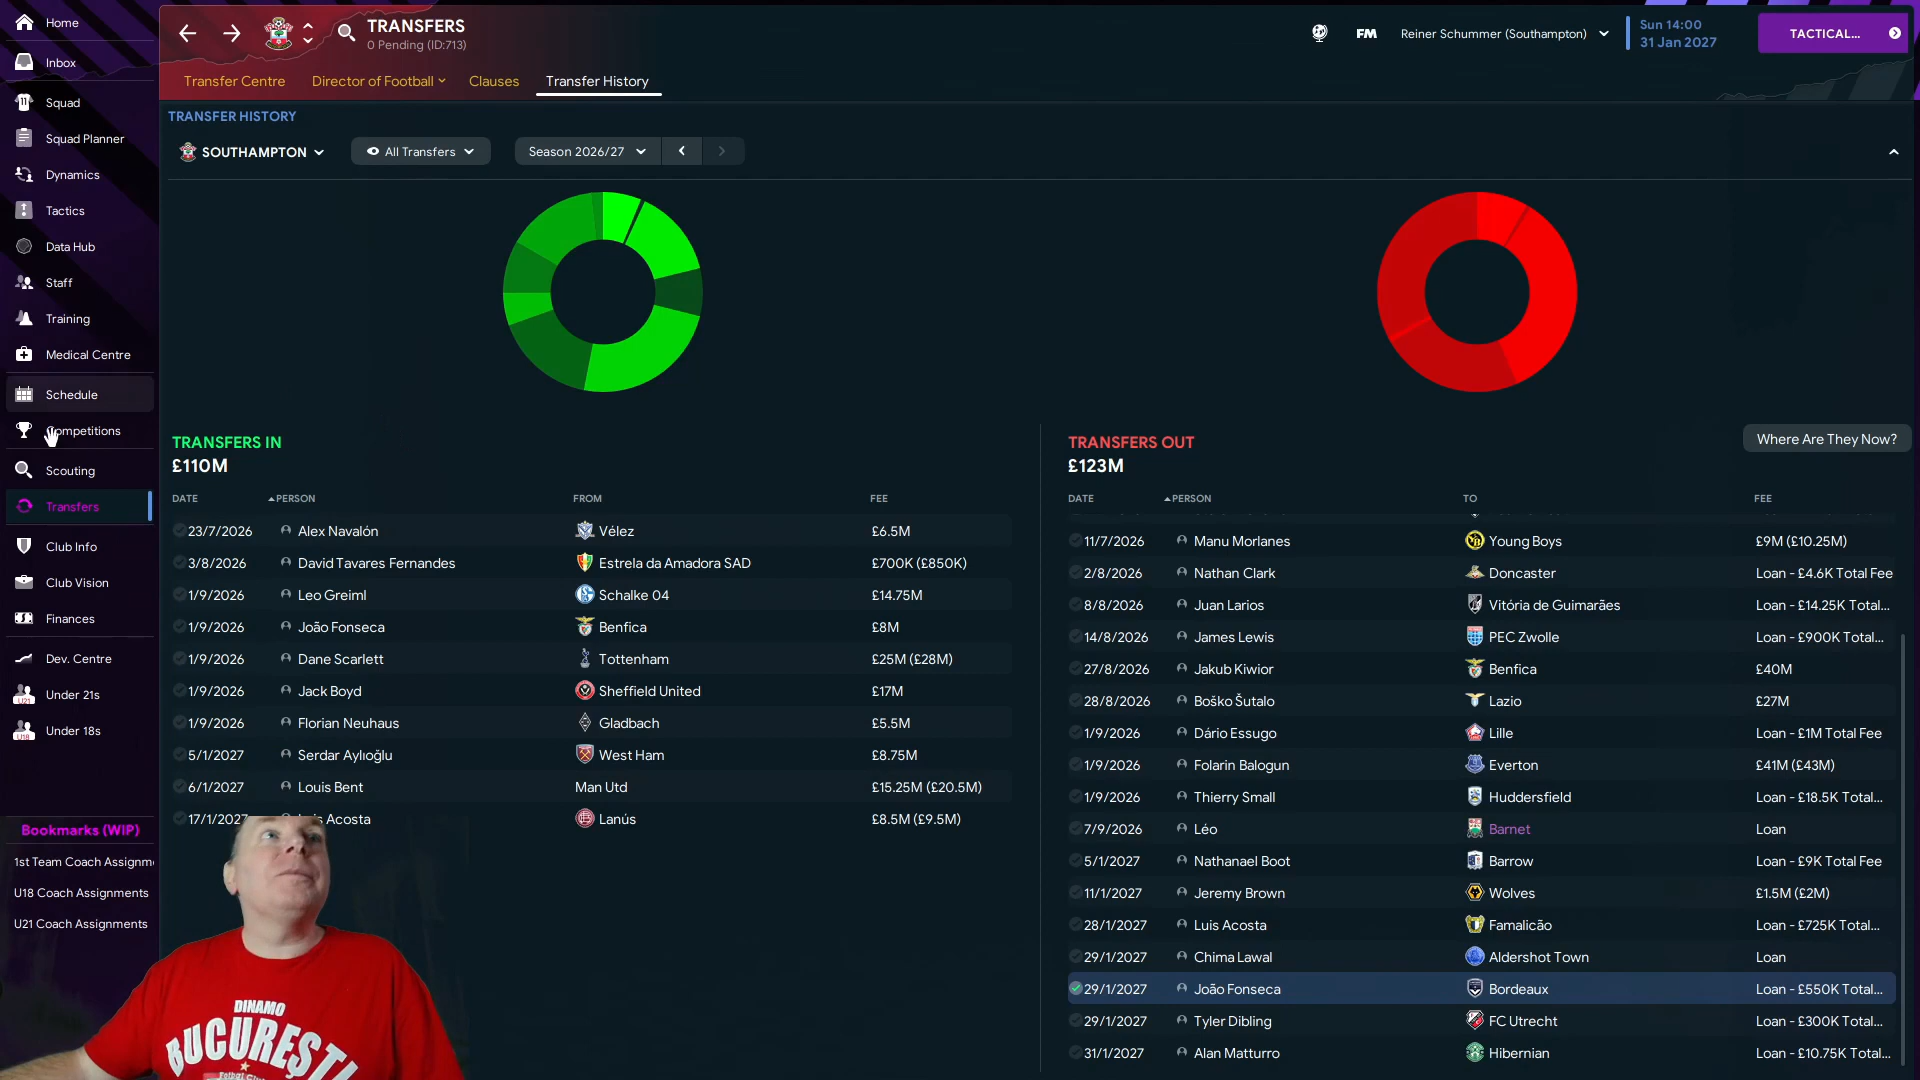 Home
Inbox
Squad
Squad Planner
Dynamics
Tactics
Data Hub
Staff
Training
Medical Centre
Schedule
Competitions
Scouting
Transfers
Club Info
Club Vision
Finances
Dev. Centre
Under 21s
Under 18s
Bookmarks (WIP)
1st Team Coach Assignm
U18 Coach Assignments
U21 Coach Assignments
TRANSFERS
0 Pending (ID:713)
FM
Reiner Schummer (Southampton)
Sun 14:00
31 Jan 2027
TACTICAL...
Transfer Centre Director of Football Clauses Transfer History
TRANSFER HISTORY
SOUTHAMPTON All Transfers Season 2026/27
TRANSFERS IN
£110M
DATE PERSON FROM FEE
23/7/2026 Alex Navalón Vélez £6.5M
3/8/2026 David Tavares Fernandes Estrela da Amadora SAD £700K (£850K)
1/9/2026 Leo Greiml Schalke 04 £14.75M
1/9/2026 João Fonseca Benfica £8M
1/9/2026 Dane Scarlett Tottenham £25M (£28M)
1/9/2026 Jack Boyd Sheffield United £17M
1/9/2026 Florian Neuhaus Gladbach £5.5M
5/1/2027 Serdar Aylıoğlu West Ham £8.75M
6/1/2027 Louis Bent Man Utd £15.25M (£20.5M)
17/1/2027 Acosta Lanús £8.5M (£9.5M)
TRANSFERS OUT
£123M
Where Are They Now?
DATE PERSON TO FEE
11/7/2026 Manu Morlanes Young Boys £9M (£10.25M)
2/8/2026 Nathan Clark Doncaster Loan - £4.6K Total Fee
8/8/2026 Juan Larios Vitória de Guimarães Loan - £14.25K Total...
14/8/2026 James Lewis PEC Zwolle Loan - £900K Total...
27/8/2026 Jakub Kiwior Benfica £40M
28/8/2026 Boško Šutalo Lazio £27M
1/9/2026 Dário Essugo Lille Loan - £1M Total Fee
1/9/2026 Folarin Balogun Everton £41M (£43M)
1/9/2026 Thierry Small Huddersfield Loan - £18.5K Total...
7/9/2026 Léo Barnet Loan
5/1/2027 Nathanael Boot Barrow Loan - £9K Total Fee
11/1/2027 Jeremy Brown Wolves £1.5M (£2M)
28/1/2027 Luis Acosta Famalicão Loan - £725K Total...
29/1/2027 Chima Lawal Aldershot Town Loan
29/1/2027 João Fonseca Bordeaux Loan - £550K Total...
29/1/2027 Tyler Dibling FC Utrecht Loan - £300K Total...
31/1/2027 Alan Matturro Hibernian Loan - £10.75K Total...
DINAMO
BUCUREŞTI